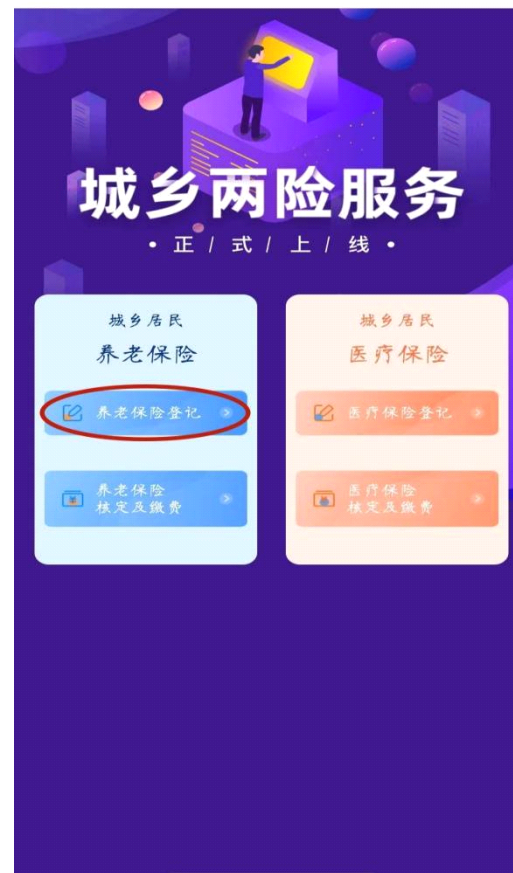 城乡两险服务
•正/式/上/线•
城乡居民
养老保险
养老保险登记
养老保险
核定及缴费
城乡居民
医疗保险
医疗保险登记
医疗保险
核定及缴费